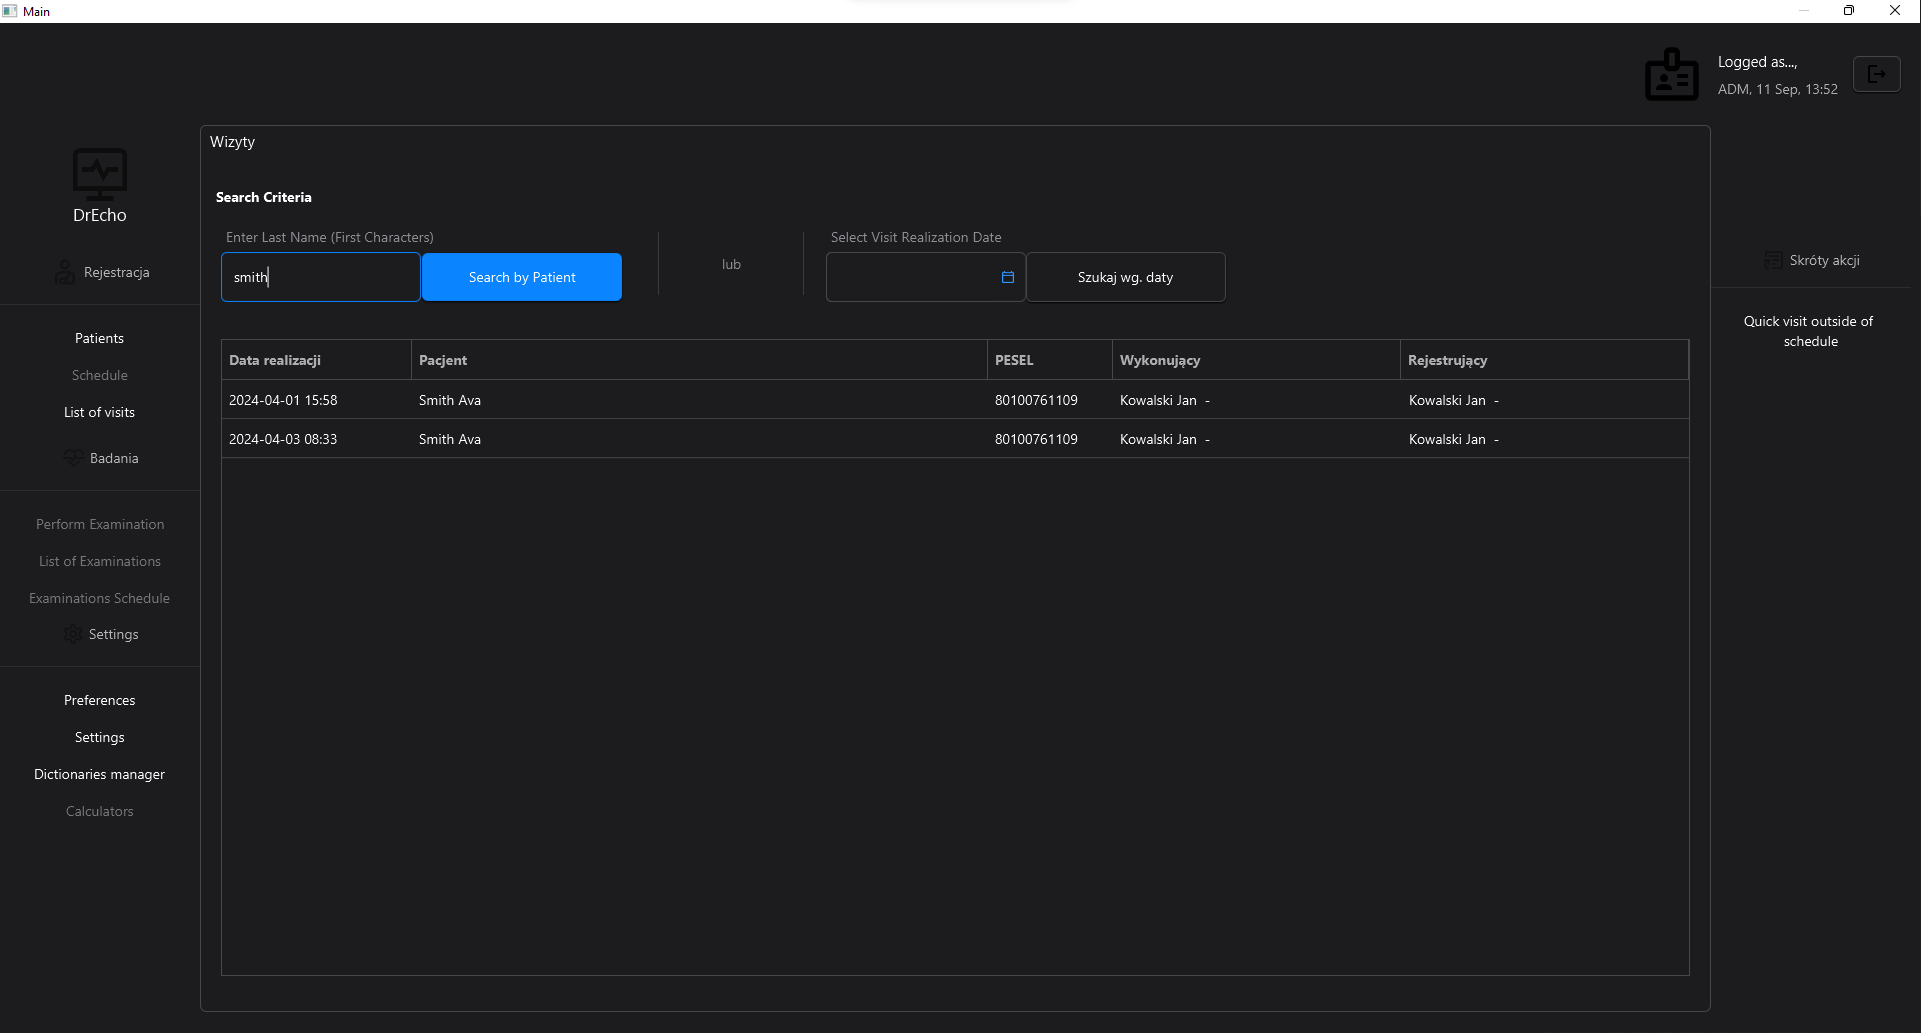 Main
Logged as...,
ADM, 11 Sep, 13:52
DrEcho
Rejestracja
Patients
Schedule
List of visits
Badania
Perform Examination
List of Examinations
Examinations Schedule
Settings
Preferences
Settings
Dictionaries manager
Calculators
Wizyty
Search Criteria
Enter Last Name (First Characters)
smith
Search by Patient
lub
Select Visit Realization Date
Szukaj wg. daty
Data realizacji Pacjent PESEL Wykonujący Rejestrujący
2024-04-01 15:58 Smith Ava 80100761109 Kowalski Jan - Kowalski Jan -
2024-04-03 08:33 Smith Ava 80100761109 Kowalski Jan - Kowalski Jan -
Skróty akcji
Quick visit outside of
schedule